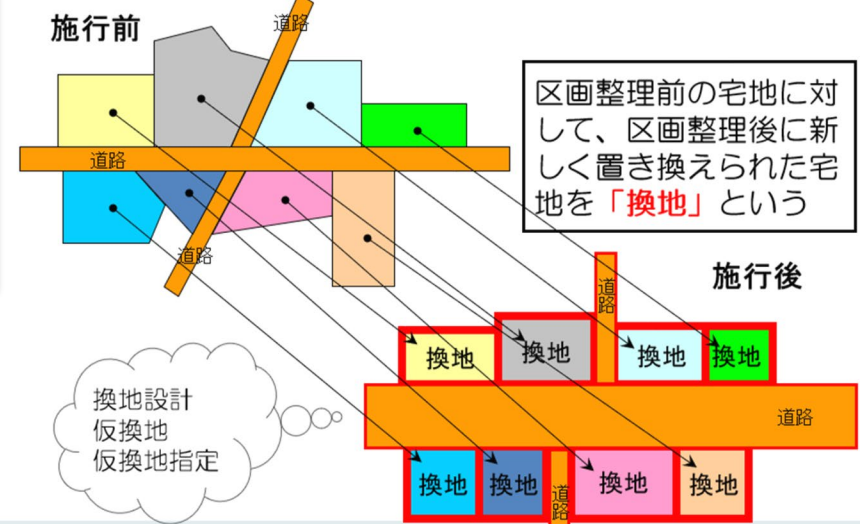 施行前
道路
道路
道路
区画整理前の宅地に対
して、区画整理後に新
しく置き換えられた宅
地を「換地」という
施行後
道路
換地
換地
換地
換地
道路
換地設計
仮換地
仮換地指定
換地
換地
道路
換地
換地